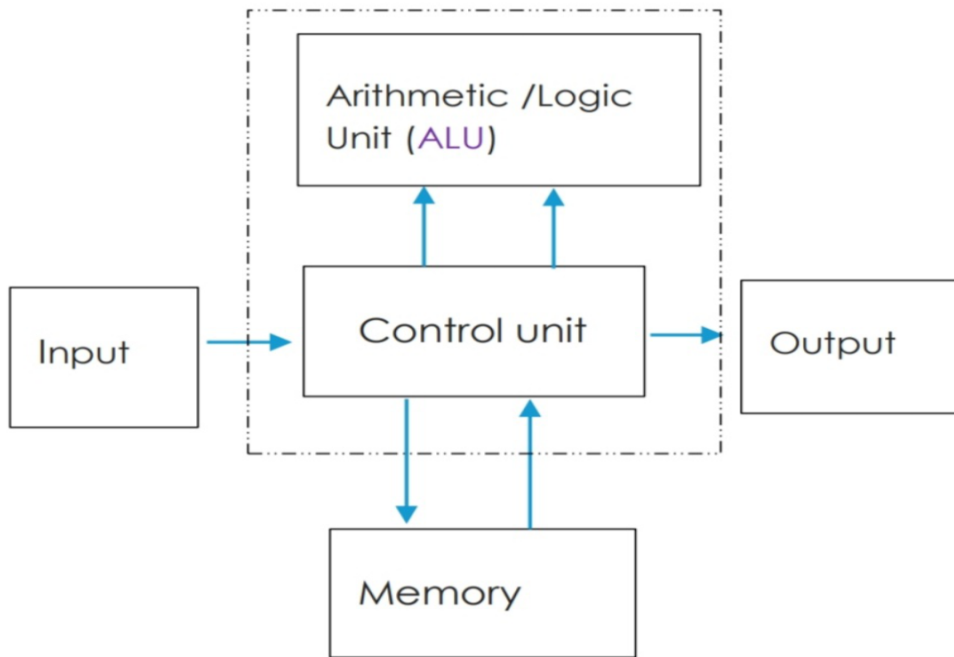 Arithmetic /Logic
Unit (ALU)
Input
Control unit
Output
Memory